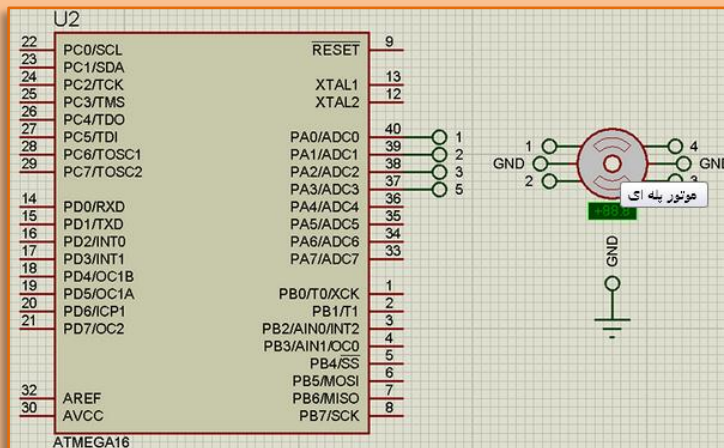 U2
22 PC0/SCL RESET 9
23 PC1/SDA
24 PC2/TCK XTAL1 13
25 PC3/TMS XTAL2 12
26 PC4/TDO
27 PC5/TDI PA0/ADC0 40 1
28 PC6/TOSC1 PA1/ADC1 39 2
29 PC7/TOSC2 PA2/ADC2 38 3
PA3/ADC3 37 5
14 PD0/RXD PA4/ADC4 36
15 PD1/TXD PA5/ADC5 35
16 PD2/INT0 PA6/ADC6 34
17 PD3/INT1 PA7/ADC7 33
18 PD4/OC1B
19 PD5/OC1A PB0/T0/XCK 1
20 PD6/ICP1 PB1/T1 2
21 PD7/OC2 PB2/AIN0/INT2 3
PB3/AIN1/OC0 4
PB4/SS 5
PB5/MOSI 6
32 AREF PB6/MISO 7
30 AVCC PB7/SCK 8
ATMEGA16
1 4
GND GND
2 3
موتور پله ای
+88.8
GND